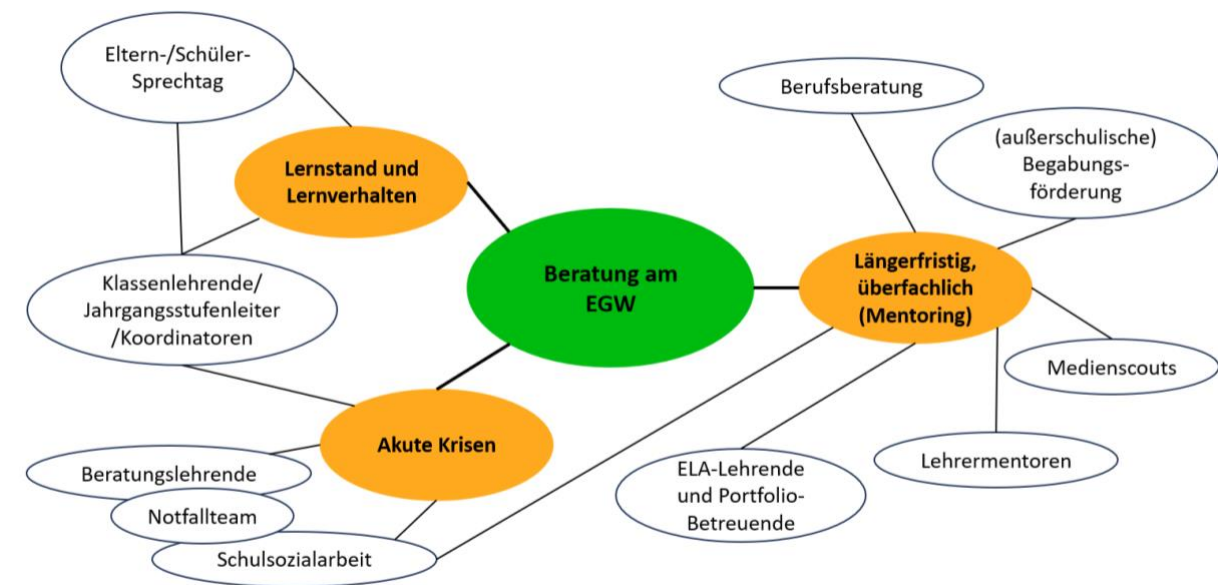 Eltern-/Schüler-
Sprechtag
Berufsberatung
(außerschulische)
Begabungs-
förderung
Lernstand und
Lernverhalten
Beratung am
EGW
Längerfristig,
überfachlich
(Mentoring)
Klassenlehrende/
Jahrgangsstufenleiter
/Koordinatoren
Medienscouts
Akute Krisen
Lehrermentoren
ELA-Lehrende
und Portfolio-
Betreuende
Beratungslehrende
Notfallteam
Schulsozialarbeit